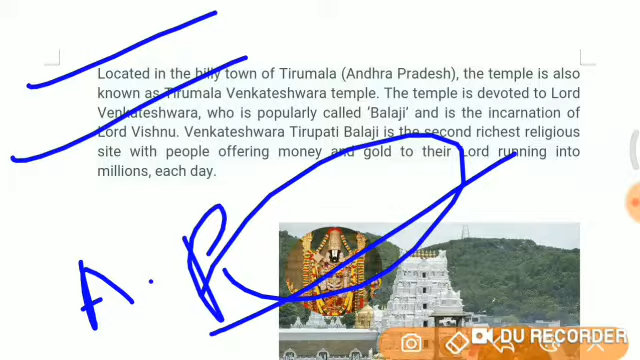 Located in the hilly town of Tirumala (Andhra Pradesh), the temple is also
known as Tirumala Venkateshwara temple. The temple is devoted to Lord
Venkateshwara, who is popularly called ‘Balaji’ and is the incarnation of
Lord Vishnu. Venkateshwara Tirupati Balaji is the second richest religious
site with people offering money and gold to their Lord running into
millions, each day.
A. P
DU RECORDER